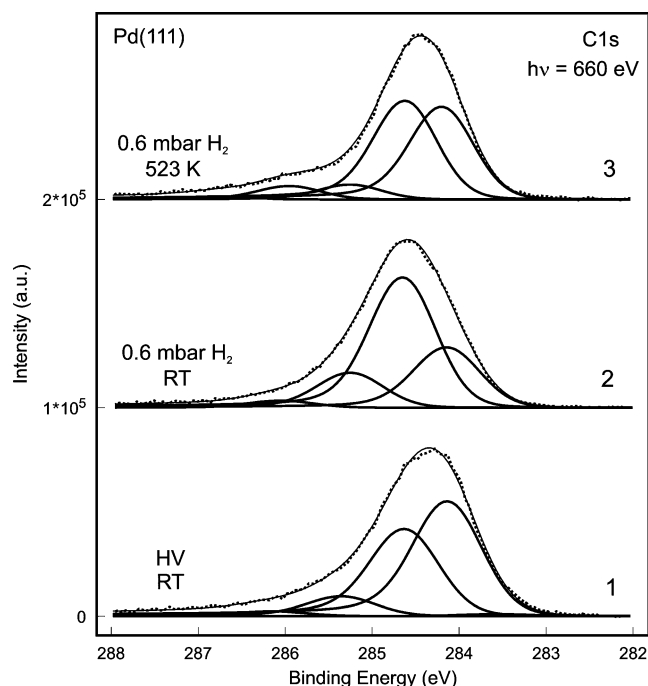 Pd(111)
C1s
hν = 660 eV
0.6 mbar H₂
523 K
3
2*10⁵
0.6 mbar H₂
RT
2
1*10⁵
HV
RT
1
0
Intensity (a.u.)
288 287 286 285 284 283 282
Binding Energy (eV)